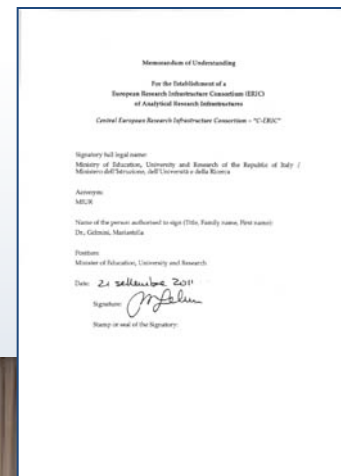 Memorandum of Understanding
For the Establishment of a
European Research Infrastructure Consortium (ERIC)
of Analytical Research Infrastructures
Central European Research Infrastructure Consortium – "C-ERIC"
Signatory full legal name:
Ministry of Education, University and Research of the Republic of Italy /
Ministero dell'Istruzione, dell'Università e della Ricerca
Acronym:
MIUR
Name of the person authorised to sign (Title, Family name, First name):
Dr., Gelmini, Mariastella
Position:
Minister of Education, University and Research
Date: 21 settembre 2011
Signature:
Stamp or seal of the Signatory: